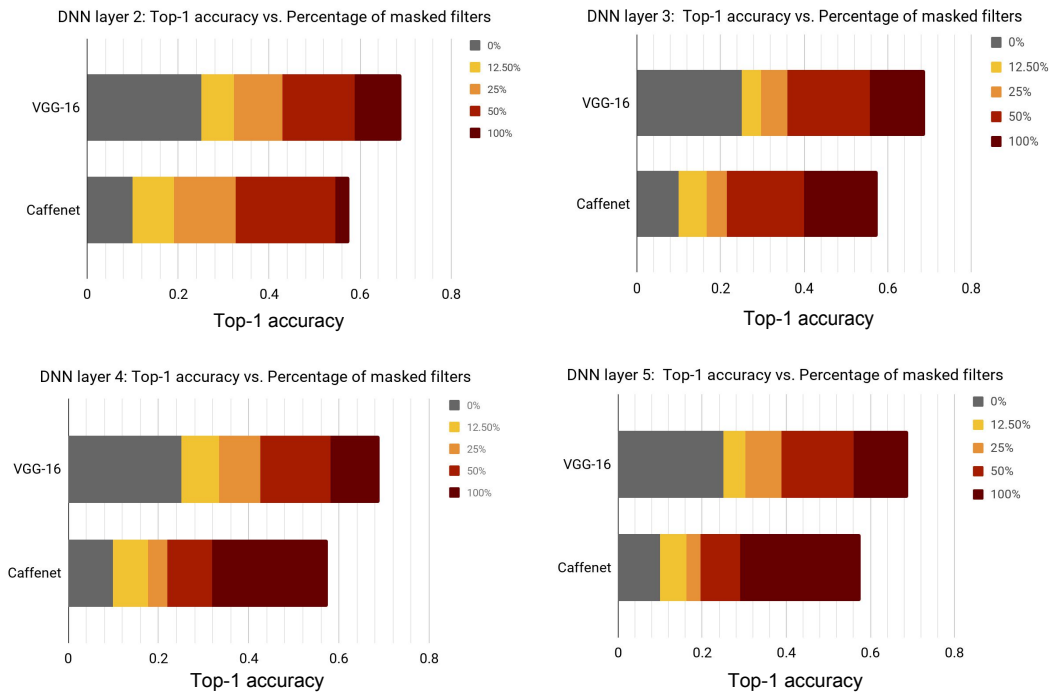 DNN layer 2: Top-1 accuracy vs. Percentage of masked filters
0%
12.50%
25%
50%
100%
VGG-16
Caffenet
0 0.2 0.4 0.6 0.8
Top-1 accuracy
DNN layer 3: Top-1 accuracy vs. Percentage of masked filters
0%
12.50%
25%
50%
100%
VGG-16
Caffenet
0 0.2 0.4 0.6 0.8
Top-1 accuracy
DNN layer 4: Top-1 accuracy vs. Percentage of masked filters
0%
12.50%
25%
50%
100%
VGG-16
Caffenet
0 0.2 0.4 0.6 0.8
Top-1 accuracy
DNN layer 5: Top-1 accuracy vs. Percentage of masked filters
0%
12.50%
25%
50%
100%
VGG-16
Caffenet
0 0.2 0.4 0.6 0.8
Top-1 accuracy